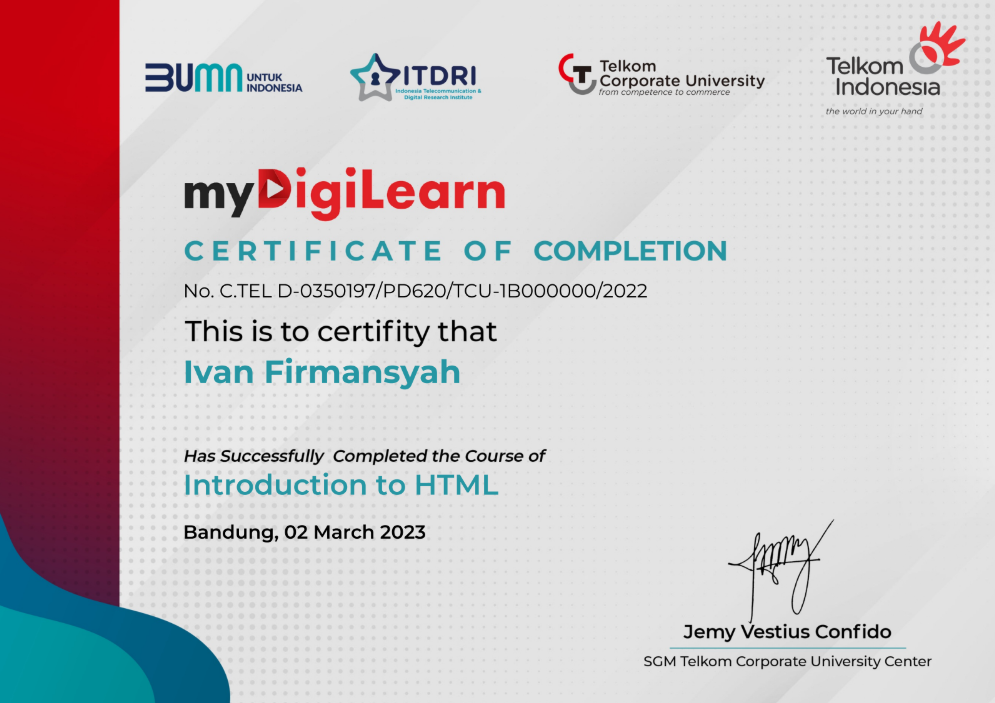 BUMN UNTUK
INDONESIA
ITDRI
Indonesia Telecommunication &
Digital Research Institute
CT
Telkom
Corporate University
from competence to commerce
Telkom
Indonesia
the world in your hand
myDigiLearn
CERTIFICATE OF COMPLETION
No. C.TEL D-0350197/PD620/TCU-1B000000/2022
This is to certifity that
Ivan Firmansyah
Has Successfully Completed the Course of
Introduction to HTML
Bandung, 02 March 2023
Jemy Vestius Confido
SGM Telkom Corporate University Center